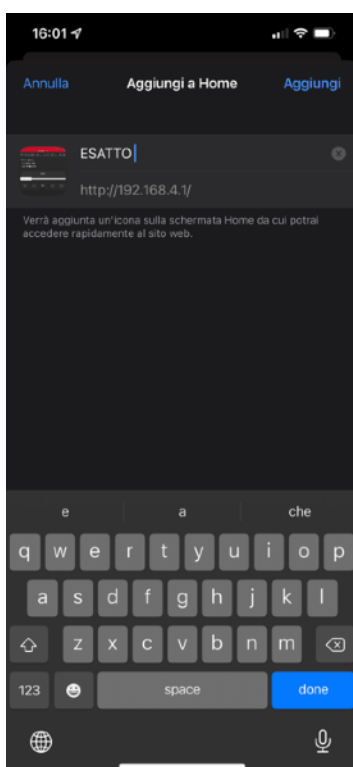 16:01
Annulla Aggiungi a Home Aggiungi
ESATTO
http://192.168.4.1/
Verrà aggiunta un'icona sulla schermata Home da cui potrai
accedere rapidamente al sito web.
e a che
q w e r t y u i o p
a s d f g h j k l
z x c v b n m
123 space done